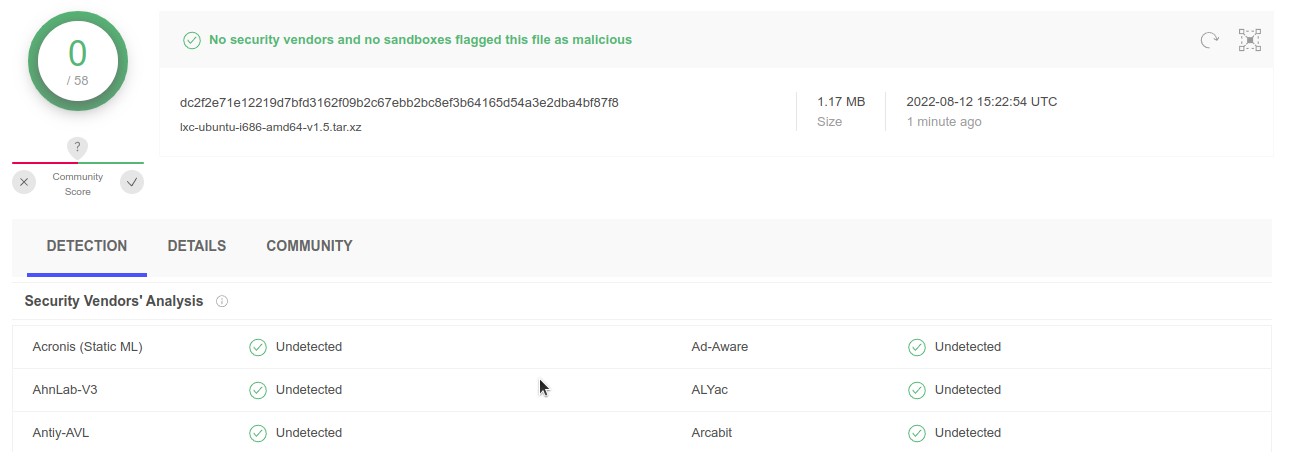 0
/ 58
?
Community
Score
No security vendors and no sandboxes flagged this file as malicious
dc2f2e71e12219d7bfd3162f09b2c67ebb2bc8ef3b64165d54a3e2dba4bf87f8
lxc-ubuntu-i686-amd64-v1.5.tar.xz
1.17 MB
Size
2022-08-12 15:22:54 UTC
1 minute ago
DETECTION DETAILS COMMUNITY
Security Vendors' Analysis
Acronis (Static ML) Undetected Ad-Aware Undetected
AhnLab-V3 Undetected ALYac Undetected
Antiy-AVL Undetected Arcabit Undetected